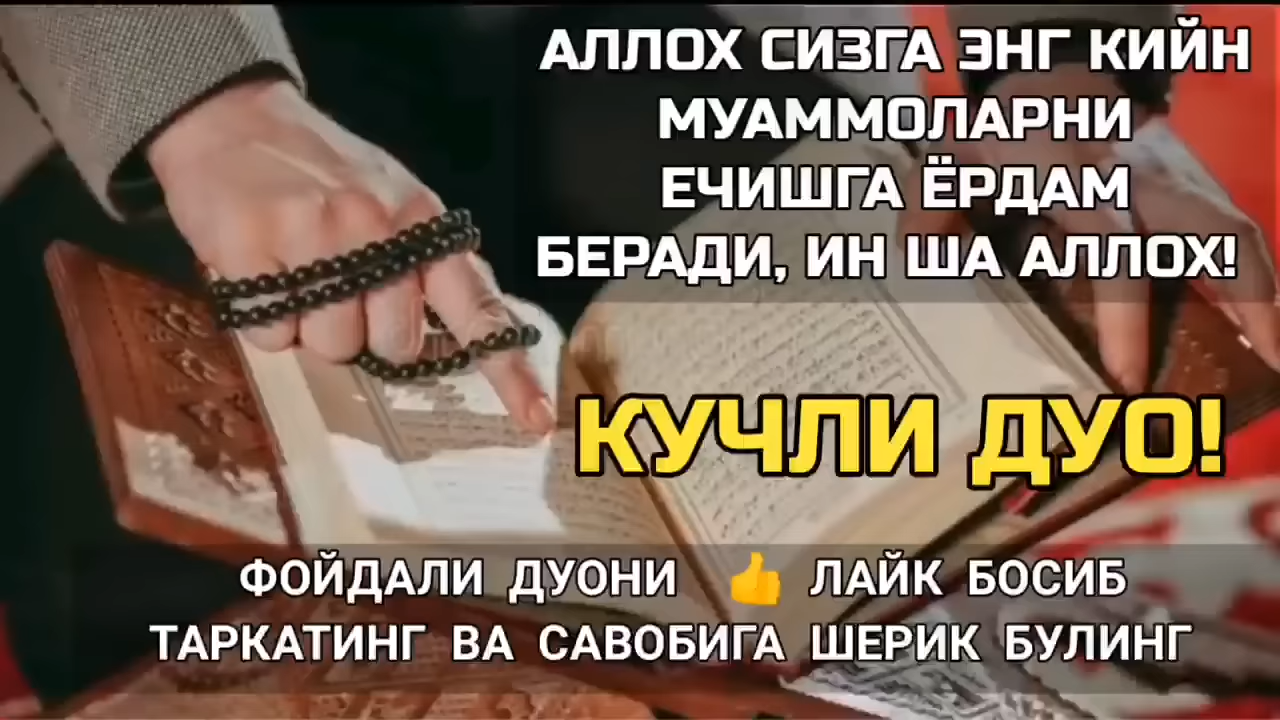 АЛЛОХ СИЗГА ЭНГ КИЙН
МУАММОЛАРНИ
ЕЧИШГА ЁРДАМ
БЕРАДИ, ИН ША АЛЛОХ!
КУЧЛИ ДУО!
ФОЙДАЛИ ДУОНИ 👍 ЛАЙК БОСИБ
ТАРКАТИНГ ВА САВОБИГА ШЕРИК БУЛИНГ